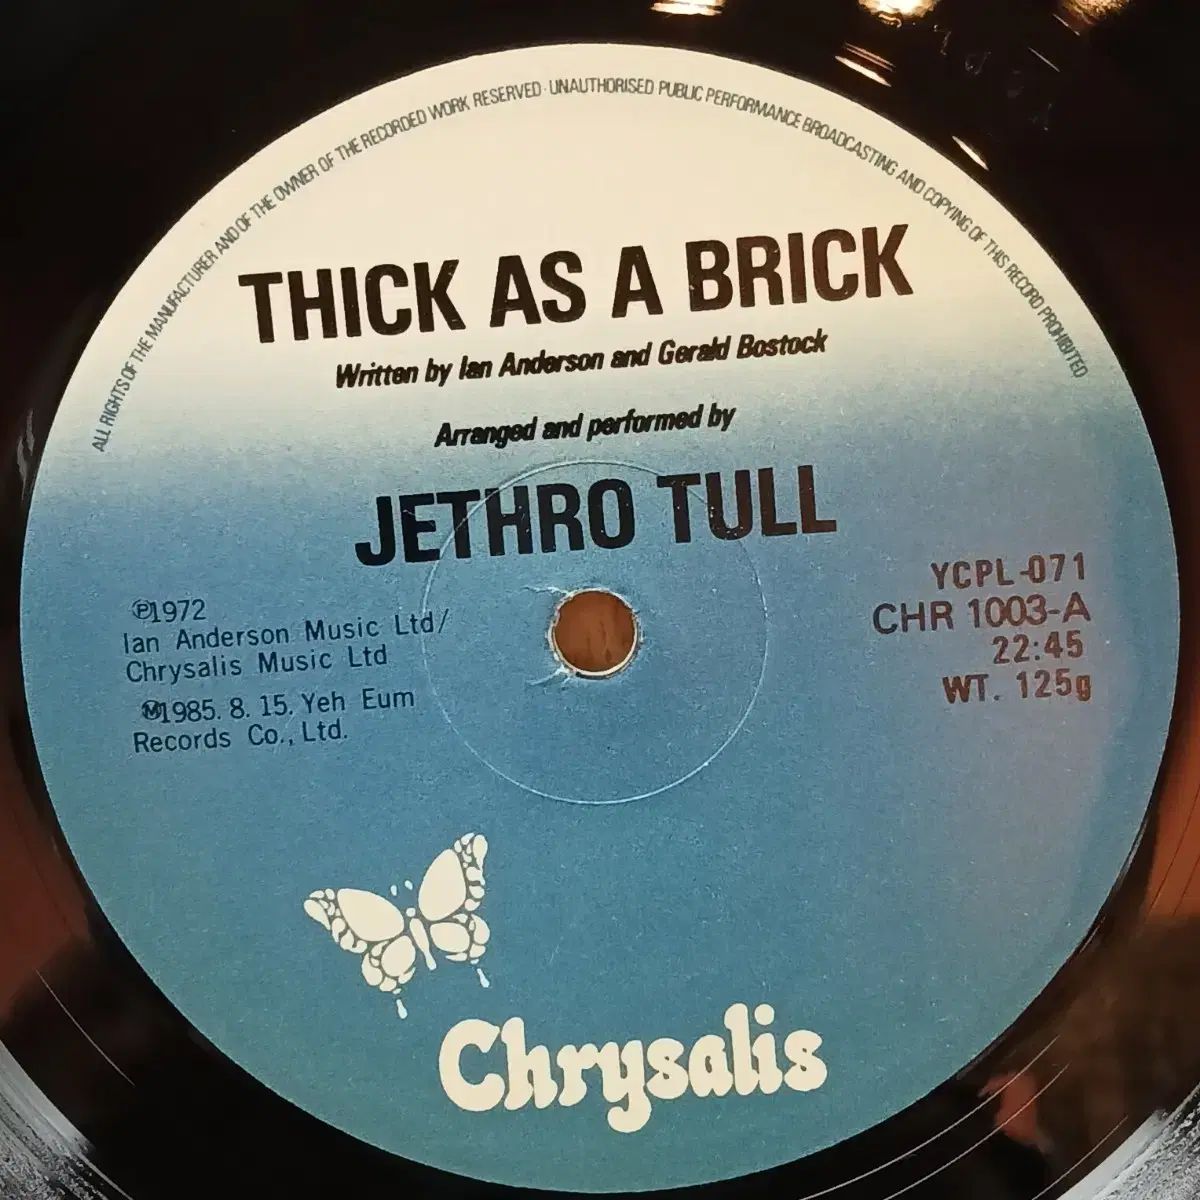 ALL RIGHTS OF THE MANUFACTURER AND OF THE OWNER OF THE RECORDED WORK RESERVED · UNAUTHORISED PUBLIC PERFORMANCE BROADCASTING AND COPYING OF THIS RECORD PROHIBITED
THICK AS A BRICK
Written by Ian Anderson and Gerald Bostock
Arranged and performed by
JETHRO TULL
℗1972
Ian Anderson Music Ltd/
Chrysalis Music Ltd
Ⓜ1985. 8. 15. Yeh Eum
Records Co., Ltd.
YCPL-071
CHR 1003-A
22:45
WT. 125g
Chrysalis